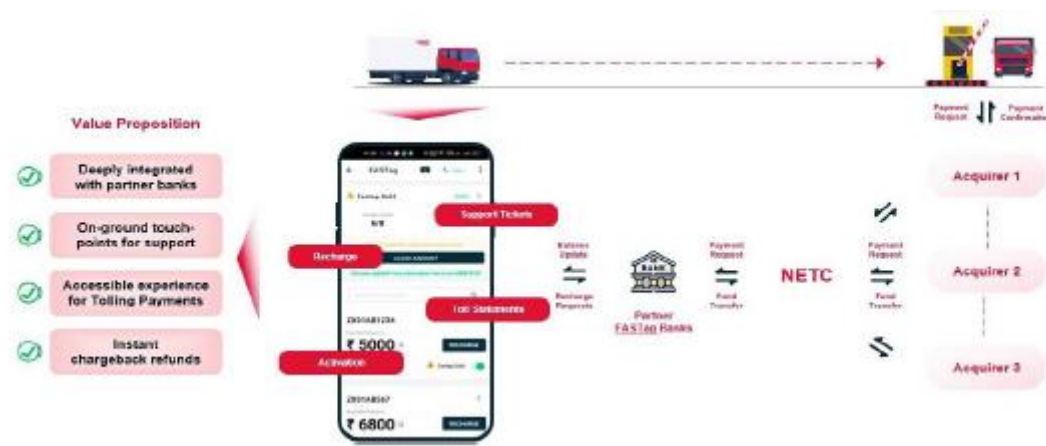 Value Proposition
Deeply integrated
with partner banks
On-ground touch-
points for support
Accessible experience
for Tolling Payments
Instant
chargeback refunds
FASTag
Support Tickets
Recharge
Toll Statements
₹ 5000
RECHARGE
Activation
₹ 6800
RECHARGE
Balance
Update
Recharge
Requests
BANK
Partner
FASTag Banks
Payment
Request
Fund
Transfer
NETC
Payment
Request
Fund
Transfer
Payment
Request
Payment
Confirmation
Acquirer 1
Acquirer 2
Acquirer 3